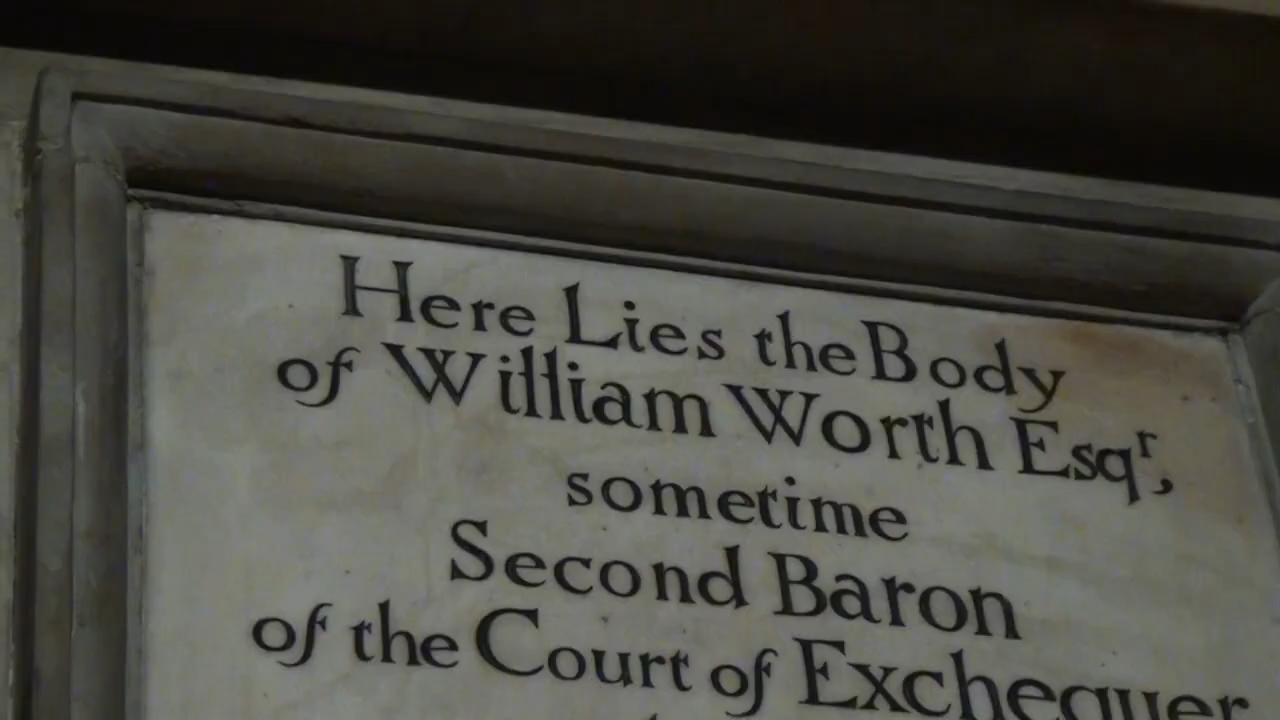 Here Lies the Body
of William Worth Esqʳ,
sometime
Second Baron
of the Court of Exchequer